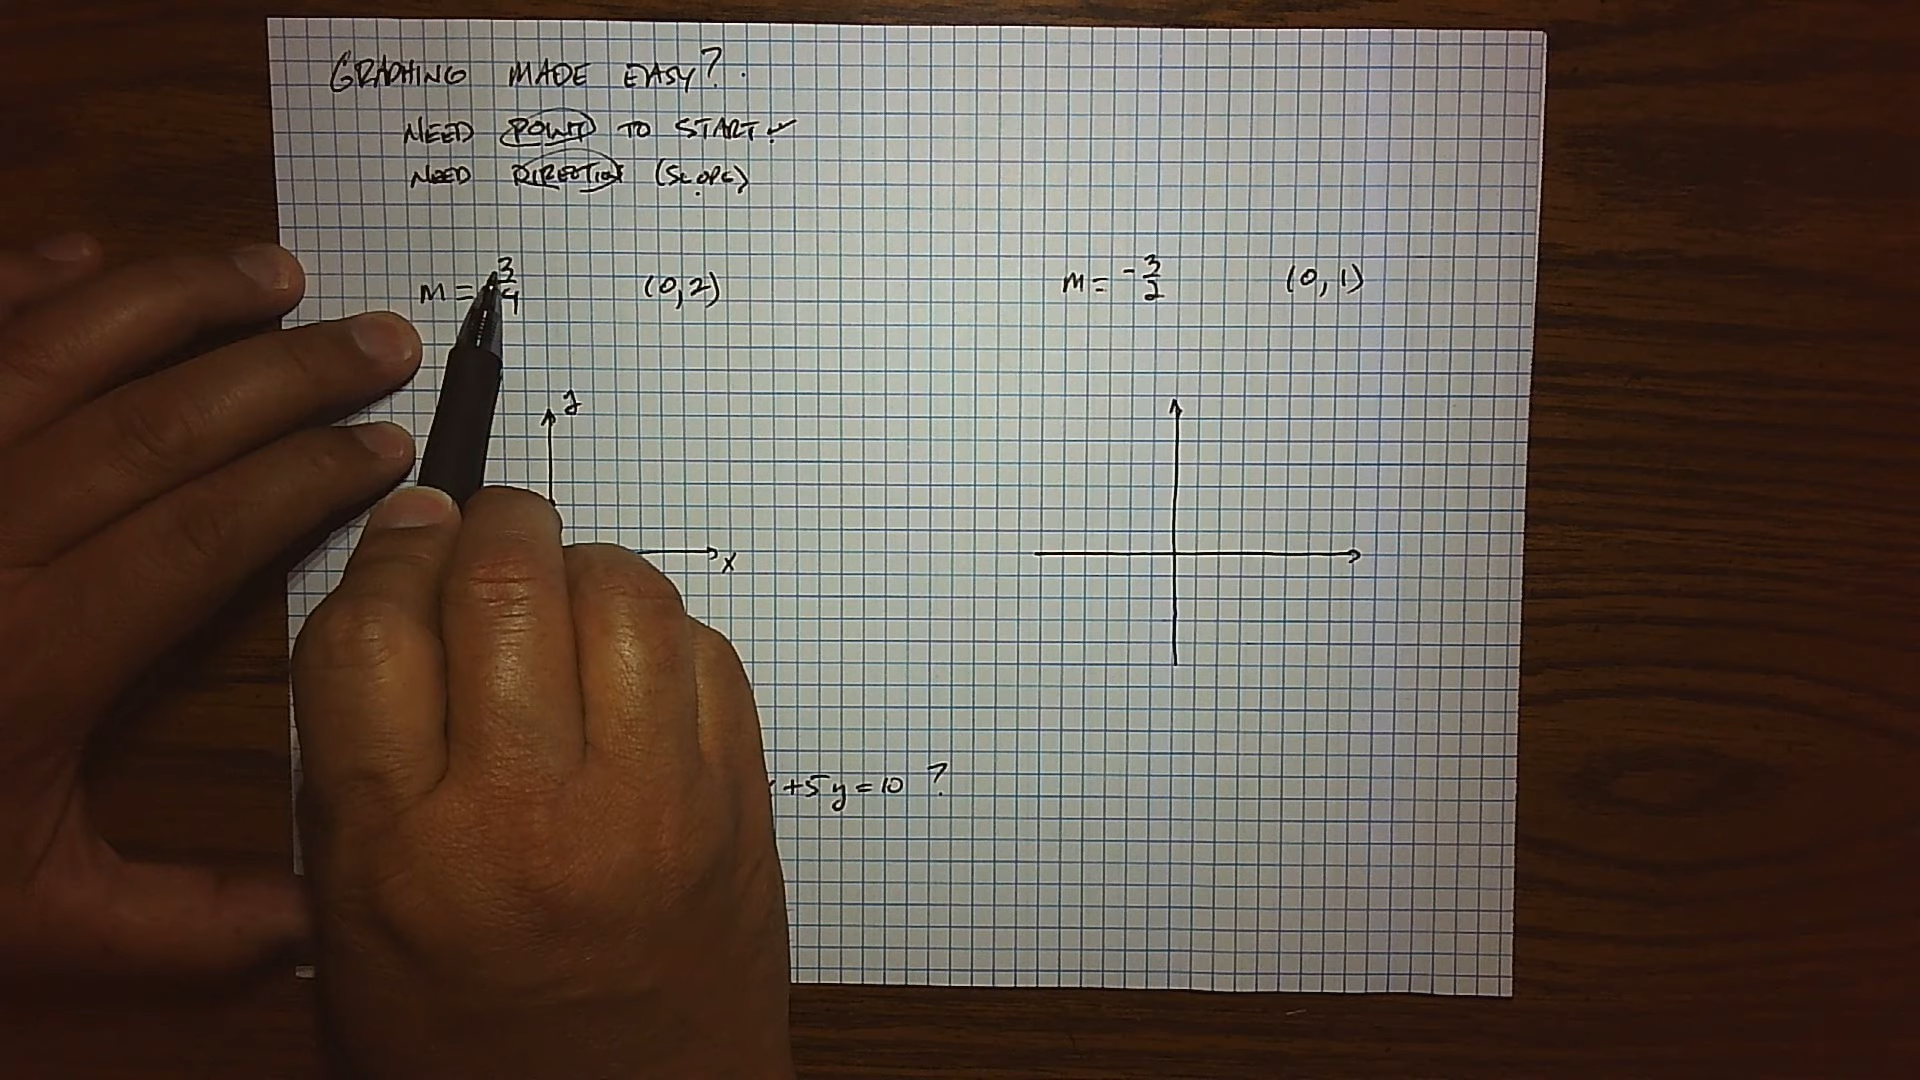 GRAPHING MADE EASY?
NEED POINT TO START ✓
NEED DIRECTION (SLOPE)
m = 3/4 (0,2)
m = -3/2 (0,1)
y
x
+5y=10 ?